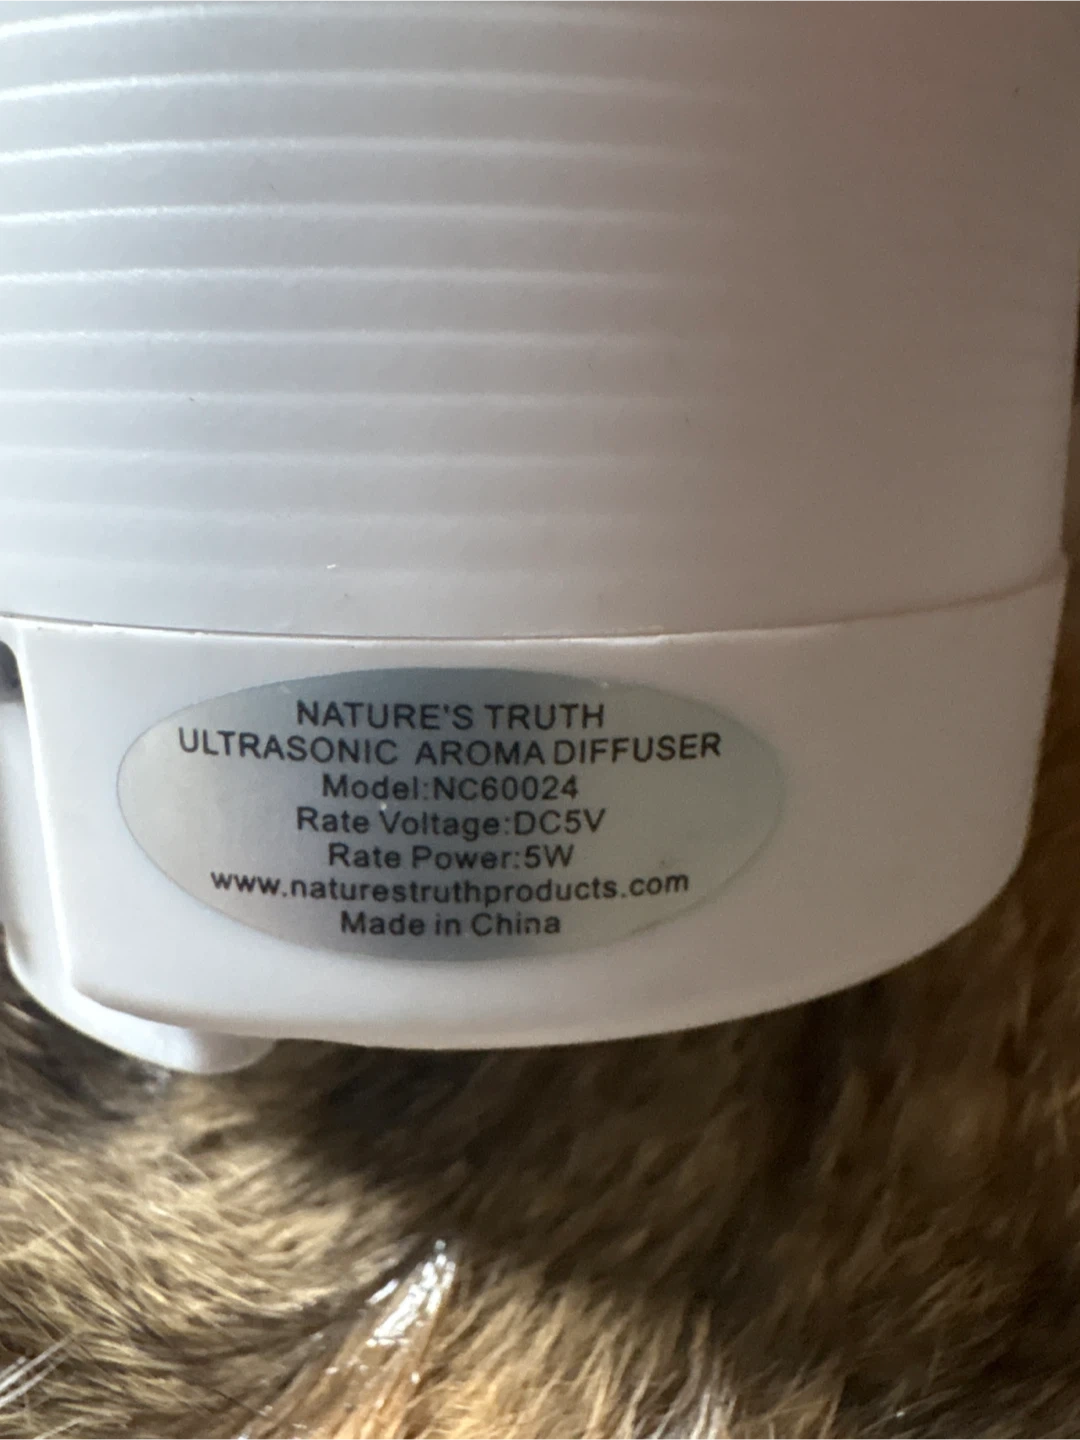 NATURE'S TRUTH
ULTRASONIC AROMA DIFFUSER
Model:NC60024
Rate Voltage:DC5V
Rate Power:5W
www.naturestruthproducts.com
Made in China